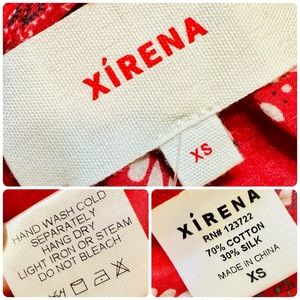 XÍRENA
XS
HAND WASH COLD
SEPARATELY
HANG DRY
LIGHT IRON OR STEAM
DO NOT BLEACH
XÍRENA
RN# 123722
70% COTTON
30% SILK
MADE IN CHINA
XS